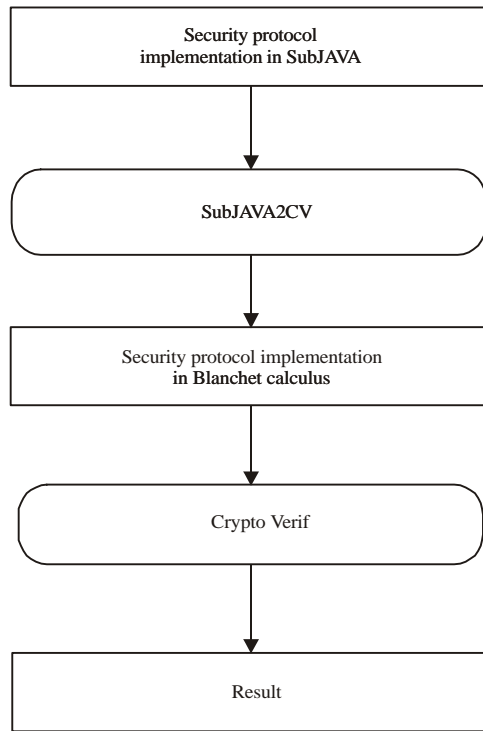 Security protocol
implementation in SubJAVA
SubJAVA2CV
Security protocol implementation
in Blanchet calculus
Crypto Verif
Result